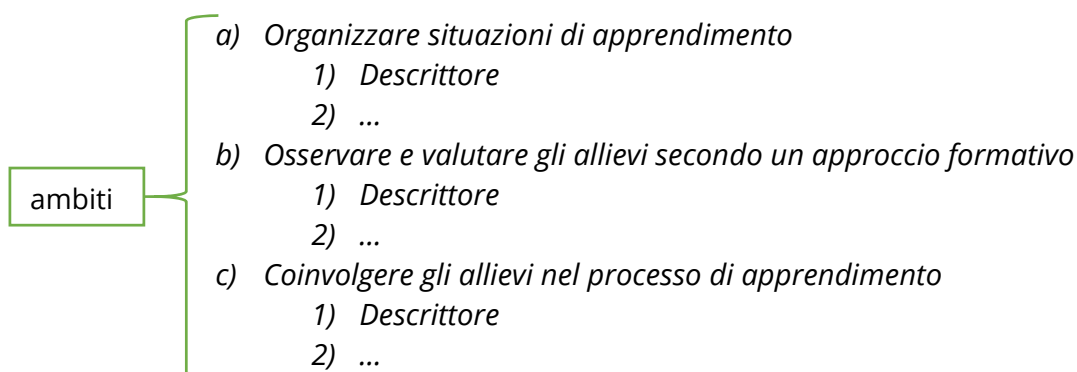 a) Organizzare situazioni di apprendimento
1) Descrittore
2) ...
b) Osservare e valutare gli allievi secondo un approccio formativo
1) Descrittore
ambiti
2) ...
c) Coinvolgere gli allievi nel processo di apprendimento
1) Descrittore
2) ...